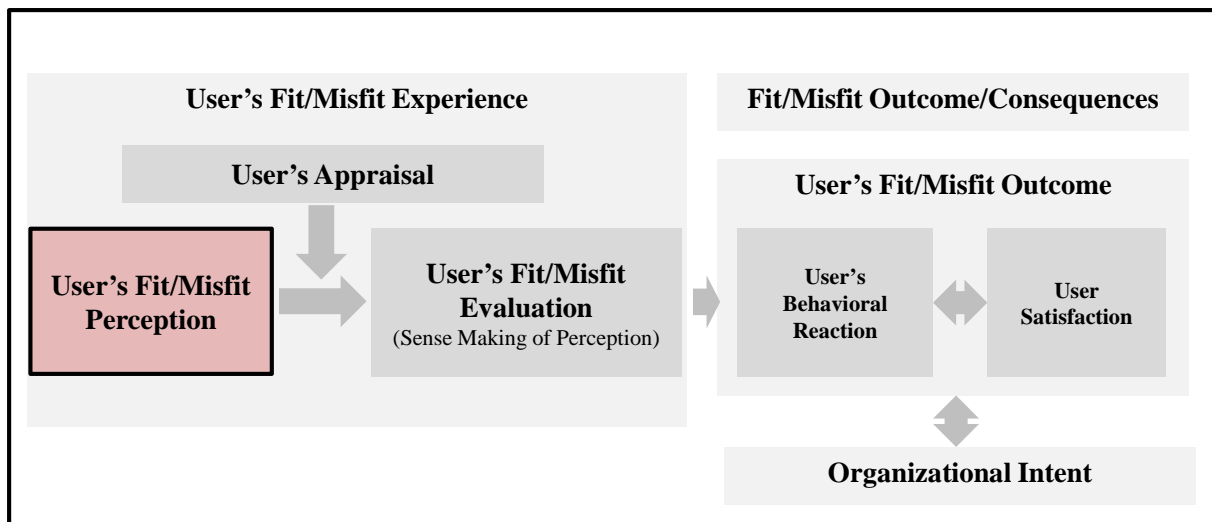 User’s Fit/Misfit Experience
User’s Appraisal
User’s Fit/Misfit
Perception
User’s Fit/Misfit
Evaluation
(Sense Making of Perception)
Fit/Misfit Outcome/Consequences
User’s Fit/Misfit Outcome
User’s
Behavioral
Reaction
User
Satisfaction
Organizational Intent